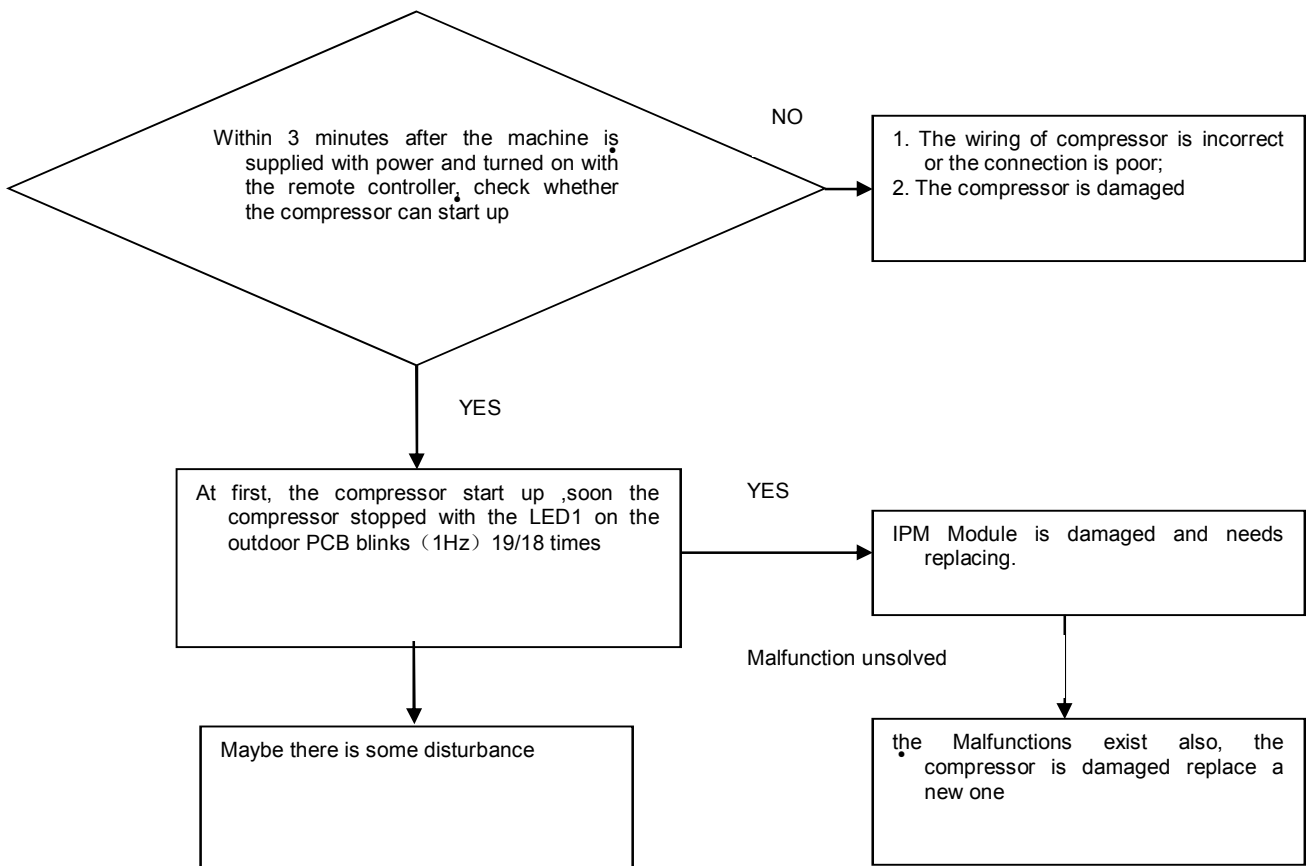 Within 3 minutes after the machine is
supplied with power and turned on with
the remote controller, check whether
the compressor can start up
NO
1. The wiring of compressor is incorrect
or the connection is poor;
2. The compressor is damaged
YES
At first, the compressor start up ,soon the
compressor stopped with the LED1 on the
outdoor PCB blinks（1Hz）19/18 times
YES
IPM Module is damaged and needs
replacing.
Malfunction unsolved
Maybe there is some disturbance
the Malfunctions exist also, the
compressor is damaged replace a
new one